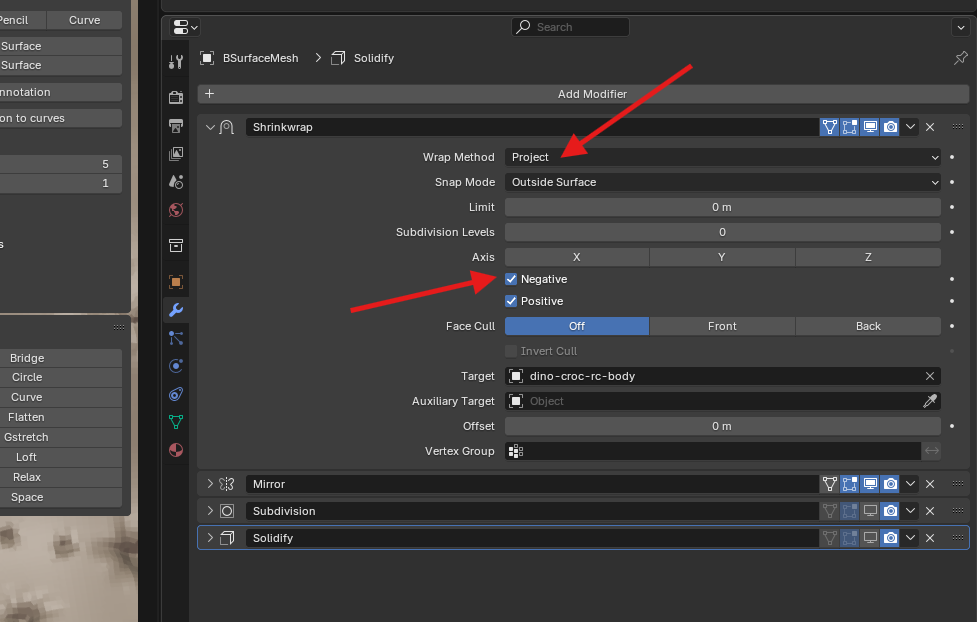 Pencil Curve
Surface
Surface
nnotation
on to curves
5
1
s
Bridge
Circle
Curve
Flatten
Gstretch
Loft
Relax
Space
Search
BSurfaceMesh > Solidify
+ Add Modifier
Shrinkwrap
Wrap Method Project
Snap Mode Outside Surface
Limit 0 m
Subdivision Levels 0
Axis X Y Z
Negative
Positive
Face Cull Off Front Back
Invert Cull
Target dino-croc-rc-body
Auxiliary Target Object
Offset 0 m
Vertex Group
Mirror
Subdivision
Solidify